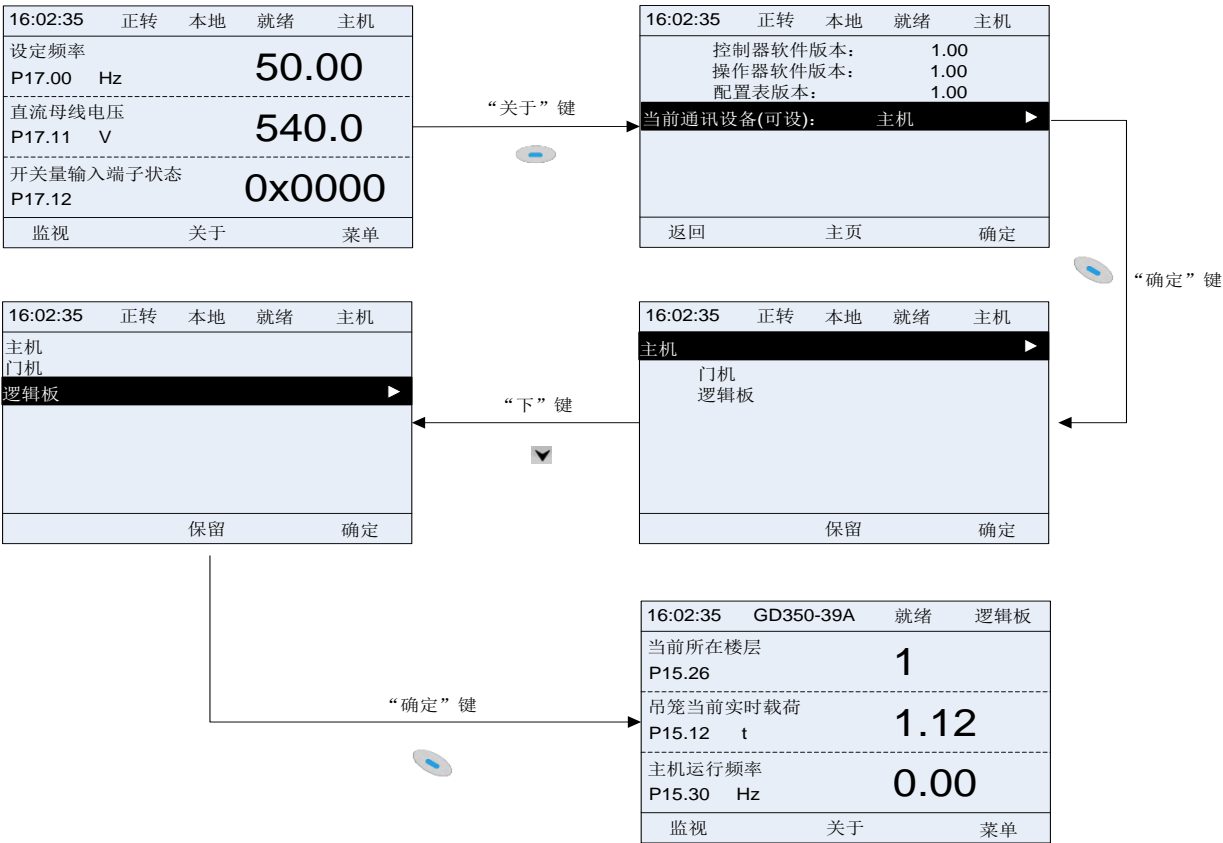 16:02:35 正转 本地 就绪 主机
设定频率
P17.00 Hz
50.00
直流母线电压
P17.11 V
540.0
开关量输入端子状态
P17.12
0x0000
监视 关于 菜单
“关于”键
16:02:35 正转 本地 就绪 主机
控制器软件版本: 1.00
操作器软件版本: 1.00
配置表版本: 1.00
当前通讯设备(可设): 主机
返回 主页 确定
“确定”键
16:02:35 正转 本地 就绪 主机
主机
门机
逻辑板
保留 确定
“下”键
16:02:35 正转 本地 就绪 主机
主机
门机
逻辑板
保留 确定
“确定”键
16:02:35 GD350-39A 就绪 逻辑板
当前所在楼层
P15.26
1
吊笼当前实时载荷
P15.12 t
1.12
主机运行频率
P15.30 Hz
0.00
监视 关于 菜单